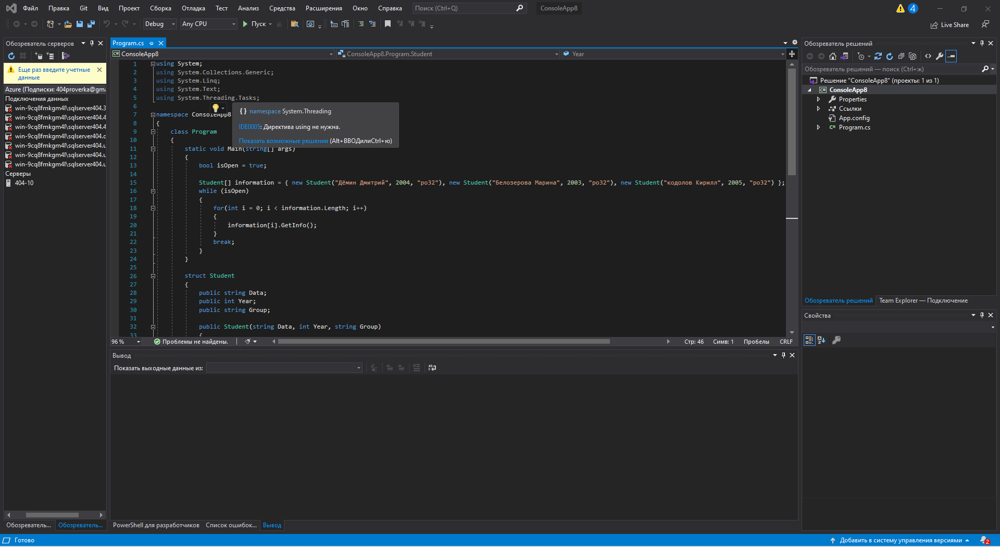 Файл Правка Git Вид Проект Сборка Отладка Тест Анализ Средства Расширения Окно Справка Поиск (Ctrl+Q) ConsoleApp8 4
Debug Any CPU Пуск Live Share
Обозреватель серверов
Еще раз введите учетные
данные
Azure (Подписки: 404proverka@gma
Подключения данных
win-9cq8fmkgm4l\sqlserver404.3
win-9cq8fmkgm4l\sqlserver404.4
win-9cq8fmkgm4l\sqlserver404.4
win-9cq8fmkgm4l\sqlserver404.c
win-9cq8fmkgm4l\sqlserver404.u
win-9cq8fmkgm4l\sqlserver404.u
win-9cq8fmkgm4l\sqlserver404.u
Серверы
404-10
Обозреватель... Обозреватель...
Program.cs
ConsoleApp8 ConsoleApp8.Program.Student Year
1 using System;
2 using System.Collections.Generic;
3 using System.Linq;
4 using System.Text;
5 using System.Threading.Tasks;
6
7 namespace ConsoleApp8
8 {
9 class Program
10 {
11 static void Main(string[] args)
12 {
13 bool isOpen = true;
14
15 Student[] information = { new Student("Дёмин Дмитрий", 2004, "ро32"), new Student("Белозерова Марина", 2003, "ро32"), new Student("кодолов Кирилл", 2005, "ро32") };
16 while (isOpen)
17 {
18 for(int i = 0; i < information.Length; i++)
19 {
20 information[i].GetInfo();
21 }
22 break;
23 }
24 }
25
26 struct Student
27 {
28 public string Data;
29 public int Year;
30 public string Group;
31
32 public Student(string Data, int Year, string Group)
33 {
{} namespace System.Threading
IDE0005: Директива using не нужна.
Показать возможные решения (Alt+ВВОДилиCtrl+ю)
96 % Проблемы не найдены. Стр: 46 Симв: 1 Пробелы CRLF
Вывод
Показать выходные данные из:
PowerShell для разработчиков Список ошибок... Вывод
Обозреватель решений
Обозреватель решений — поиск (Ctrl+ж)
Решение "ConsoleApp8" (проекты: 1 из 1)
ConsoleApp8
Properties
Ссылки
App.config
Program.cs
Обозреватель решений Team Explorer — Подключение
Свойства
Готово Добавить в систему управления версиями 2